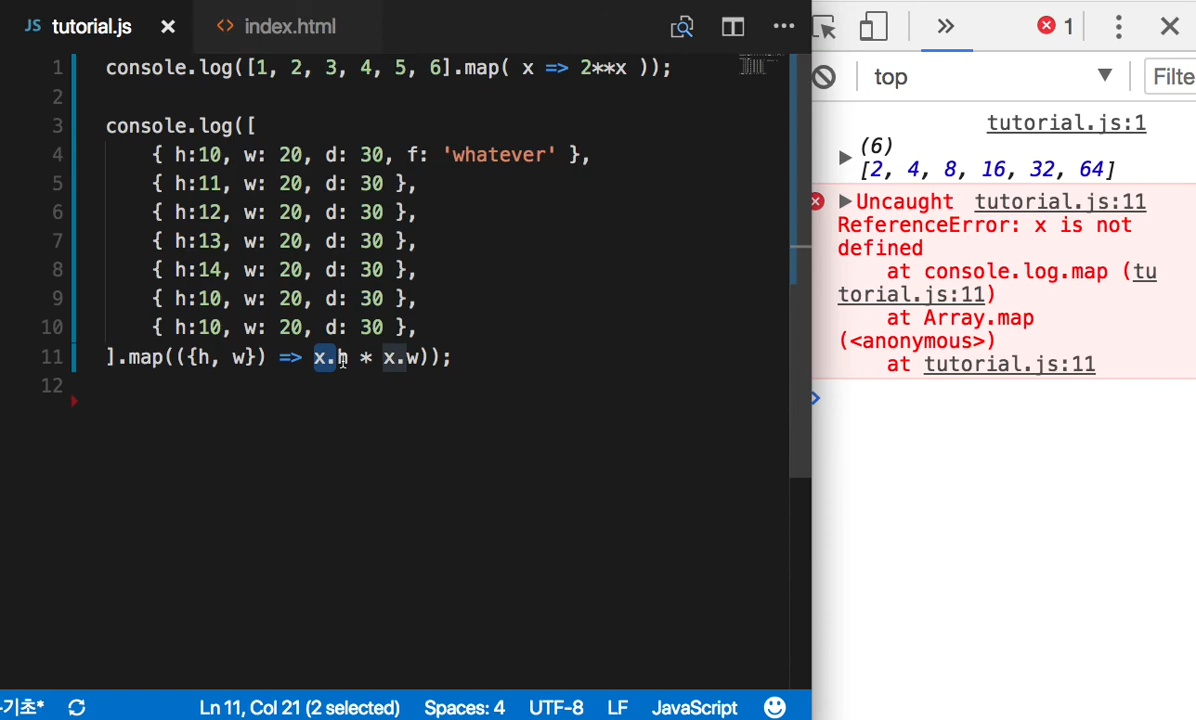 JS tutorial.js × <> index.html
1 console.log([1, 2, 3, 4, 5, 6].map( x => 2**x ));
2
3 console.log([
4 { h:10, w: 20, d: 30, f: 'whatever' },
5 { h:11, w: 20, d: 30 },
6 { h:12, w: 20, d: 30 },
7 { h:13, w: 20, d: 30 },
8 { h:14, w: 20, d: 30 },
9 { h:10, w: 20, d: 30 },
10 { h:10, w: 20, d: 30 },
11 ].map(({h, w}) => x.h * x.w));
12
-기초* Ln 11, Col 21 (2 selected) Spaces: 4 UTF-8 LF JavaScript
1
top Filte
tutorial.js:1
(6)
[2, 4, 8, 16, 32, 64]
Uncaught tutorial.js:11
ReferenceError: x is not
defined
at console.log.map (tu
torial.js:11)
at Array.map
(<anonymous>)
at tutorial.js:11